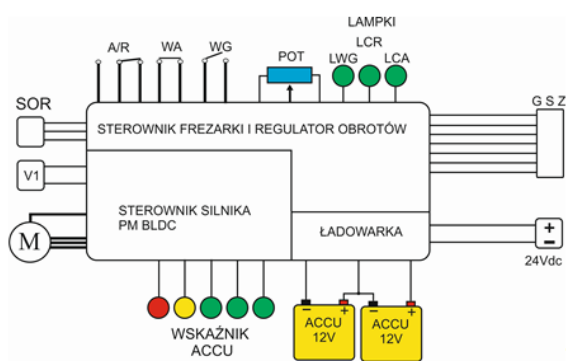 LAMPKI
A/R WA WG LCR
POT LWG LCA
SOR
G S Z
STEROWNIK FREZARKI I REGULATOR OBROTÓW
V1
STEROWNIK SILNIKA
PM BLDC
M
ŁADOWARKA
+
–
24Vdc
– + – +
WSKAŹNIK
ACCU
ACCU
12V
ACCU
12V